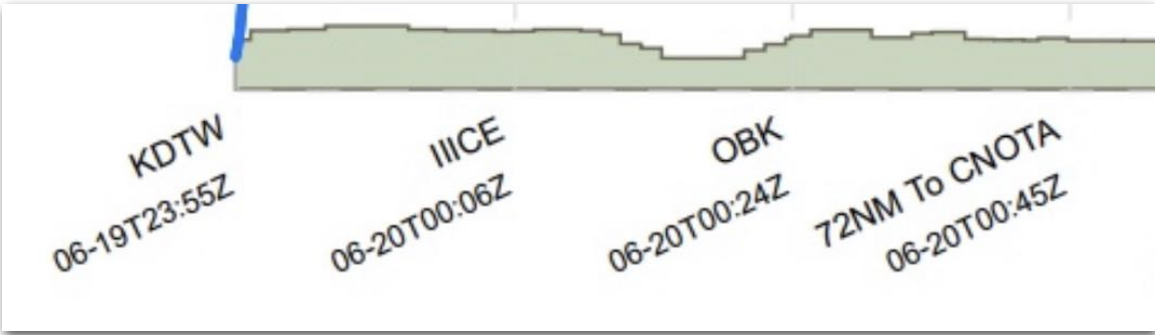 KDTW
06-19T23:55Z
IIICE
06-20T00:06Z
OBK
06-20T00:24Z
72NM To CNOTA
06-20T00:45Z